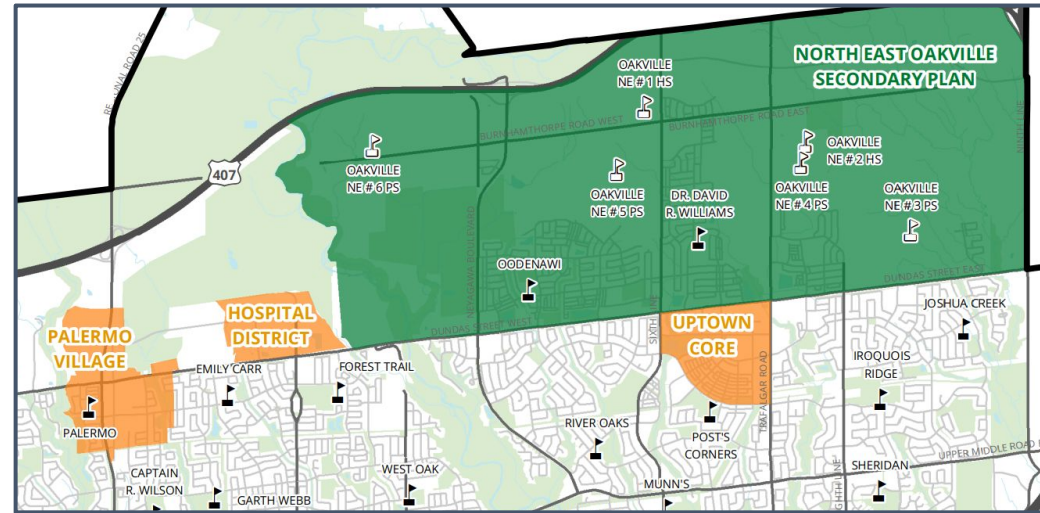 NORTH EAST OAKVILLE
SECONDARY PLAN
OAKVILLE
NE # 1 HS
BURNHAMTHORPE ROAD WEST
BURNHAMTHORPE ROAD EAST
NINTH LINE
407
OAKVILLE
NE # 6 PS
OAKVILLE
NE # 5 PS
DR. DAVID
R. WILLIAMS
OAKVILLE
NE # 4 PS
NE # 2 HS
OAKVILLE
NE # 3 PS
OODENAWI
SIXTH LINE
DUNDAS STREET EAST
DUNDAS STREET WEST
PALERMO
VILLAGE
HOSPITAL
DISTRICT
UPTOWN
CORE
JOSHUA CREEK
EMILY CARR
FOREST TRAIL
IROQUOIS
RIDGE
PALERMO
RIVER OAKS
POST'S
CORNERS
TRAFALGAR ROAD
UPPER MIDDLE ROAD
CAPTAIN
R. WILSON
GARTH WEBB
WEST OAK
MUNN'S
SHERIDAN